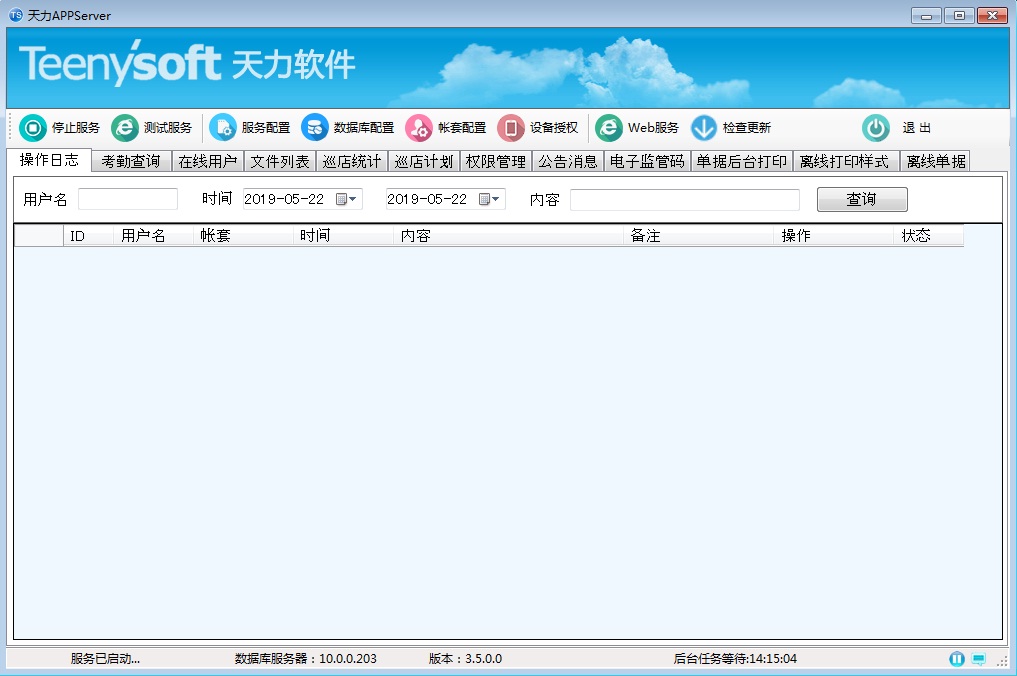 天力APPServer
Teenysoft 天力软件
停止服务 测试服务 服务配置 数据库配置 帐套配置 设备授权 Web服务 检查更新 退 出
操作日志 考勤查询 在线用户 文件列表 巡店统计 巡店计划 权限管理 公告消息 电子监管码 单据后台打印 离线打印样式 离线单据
用户名 时间 2019-05-22 2019-05-22 内容 查询
ID 用户名 帐套 时间 内容 备注 操作 状态
服务已启动... 数据库服务器：10.0.0.203 版本：3.5.0.0 后台任务等待:14:15:04